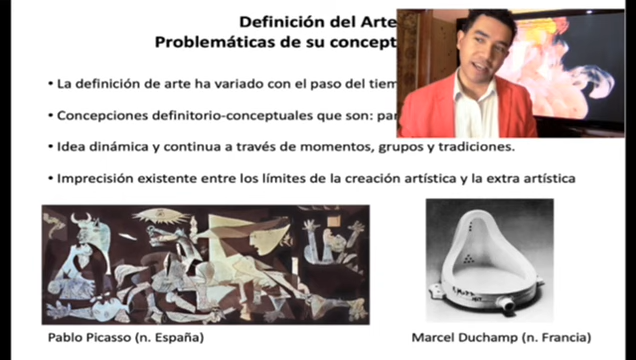 Definición del Arte
Problemáticas de su concept
• La definición de arte ha variado con el paso del tiem
• Concepciones definitorio-conceptuales que son: par
• Idea dinámica y continua a través de momentos, grupos y tradiciones.
• Imprecisión existente entre los límites de la creación artística y la extra artística
Pablo Picasso (n. España)
Marcel Duchamp (n. Francia)